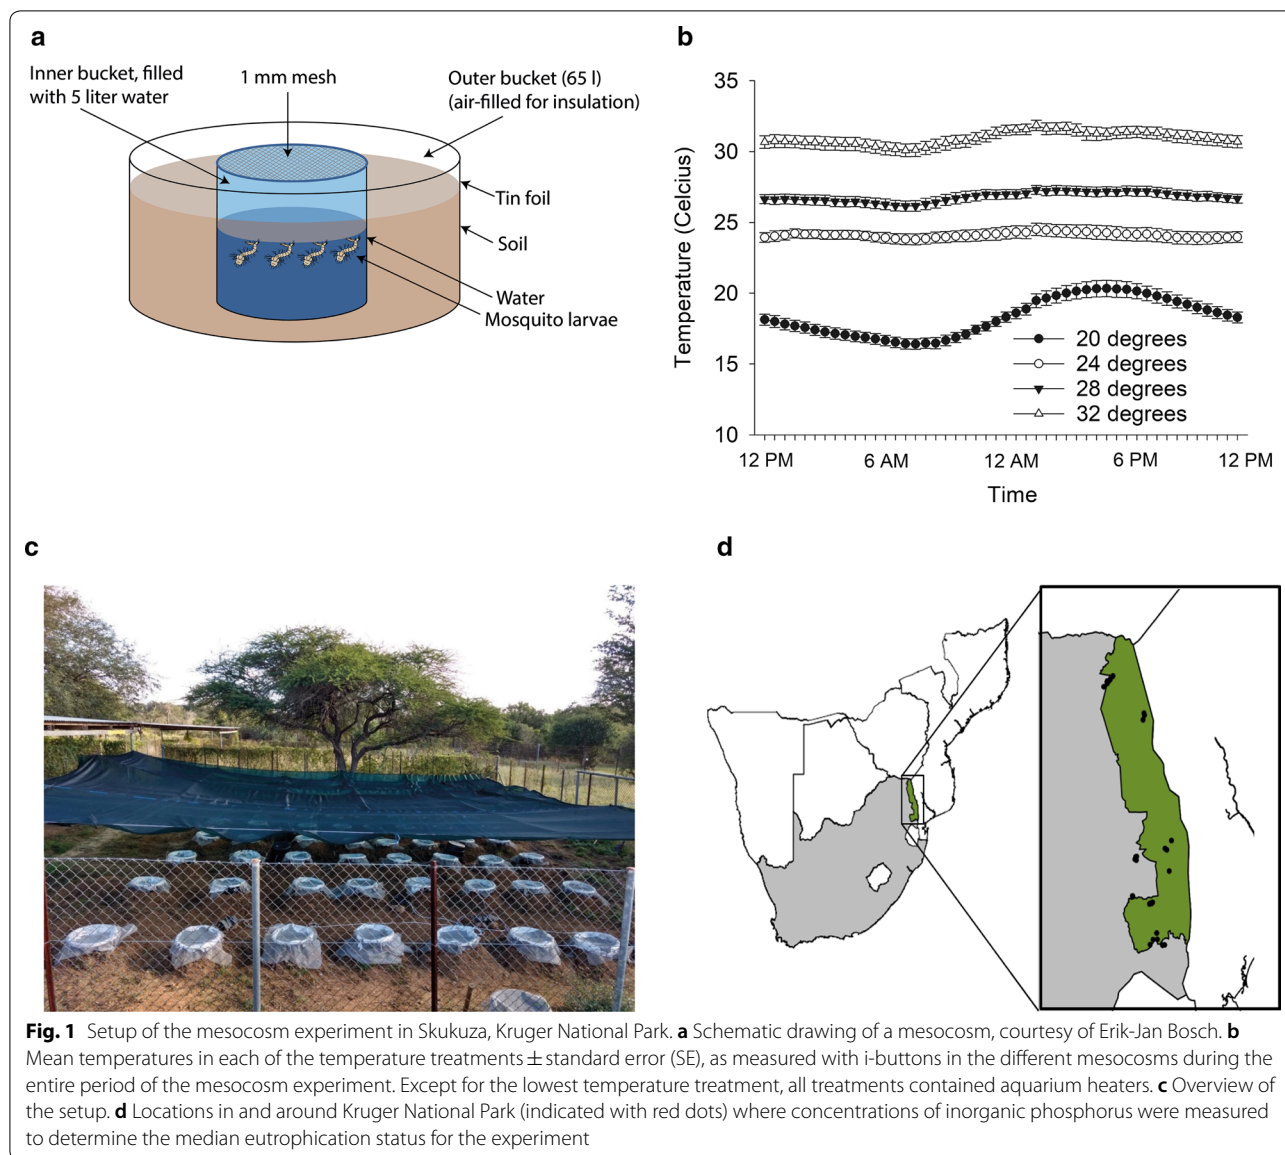 a
Inner bucket, filled
with 5 liter water
1 mm mesh
Outer bucket (65 l)
(air-filled for insulation)
Tin foil
Soil
Water
Mosquito larvae
b
35
30
25
20
15
10
Temperature (Celcius)
20 degrees
24 degrees
28 degrees
32 degrees
12 PM 6 AM 12 AM 6 PM 12 PM
Time
c
d
Fig. 1 Setup of the mesocosm experiment in Skukuza, Kruger National Park. a Schematic drawing of a mesocosm, courtesy of Erik-Jan Bosch. b
Mean temperatures in each of the temperature treatments ± standard error (SE), as measured with i-buttons in the different mesocosms during the
entire period of the mesocosm experiment. Except for the lowest temperature treatment, all treatments contained aquarium heaters. c Overview of
the setup. d Locations in and around Kruger National Park (indicated with red dots) where concentrations of inorganic phosphorus were measured
to determine the median eutrophication status for the experiment